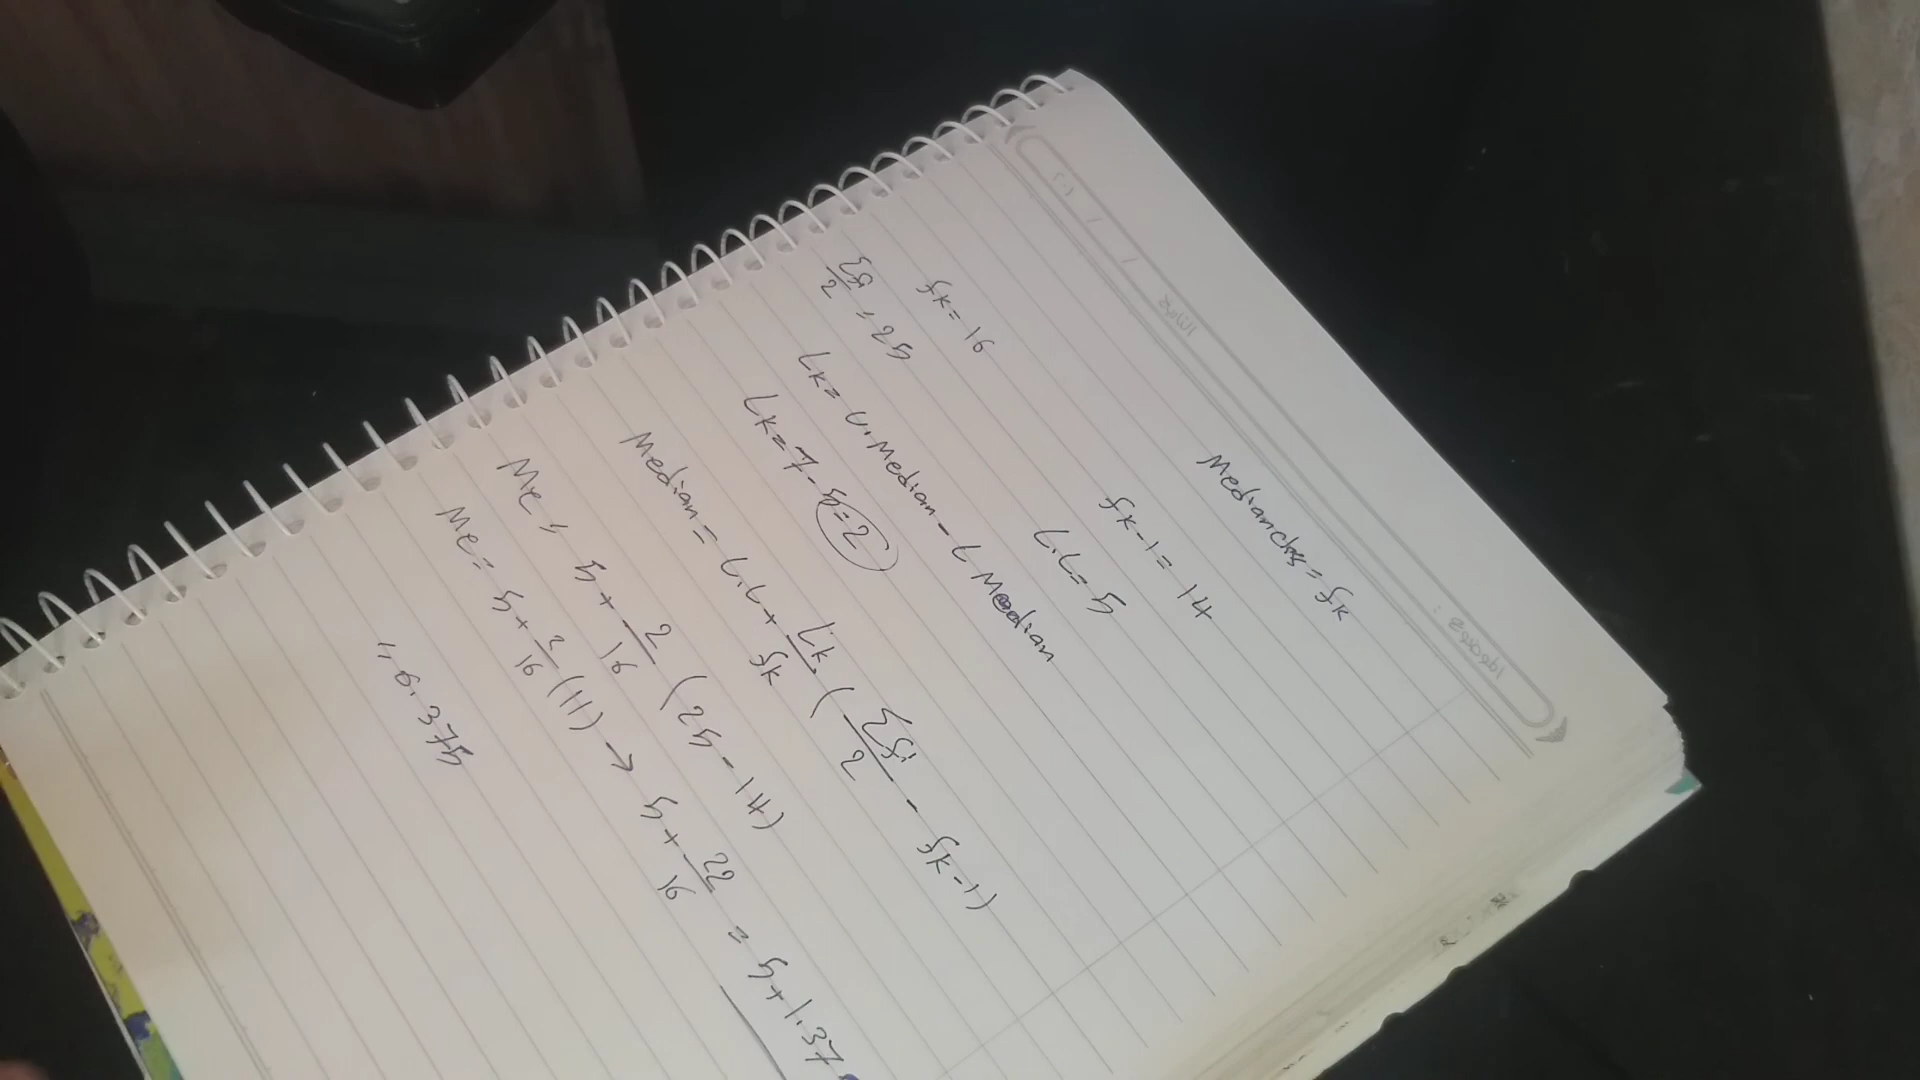 Median class = fk
fk-1 = 14
fk = 16
L.L = 5
Σfi/2 = 25
Lk = U.Median - L Median
Lk = 7-5 = 2
Median = L.L + Lk/fk (Σfi/2 - fk-1)
Me = 5 + 2/16 (25 - 14)
Me = 5 + 2/16 (11) → 5 + 22/16 = 5 + 1.37
= 6.375